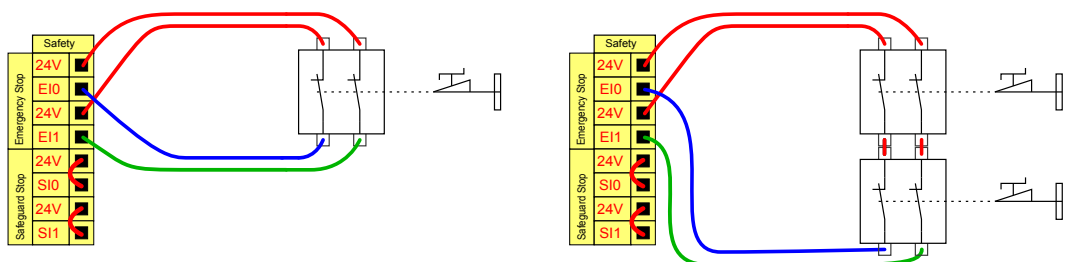 Safety
Emergency Stop
24V
EI0
24V
EI1
Safeguard Stop
24V
SI0
24V
SI1
Safety
Emergency Stop
24V
EI0
24V
EI1
Safeguard Stop
24V
SI0
24V
SI1